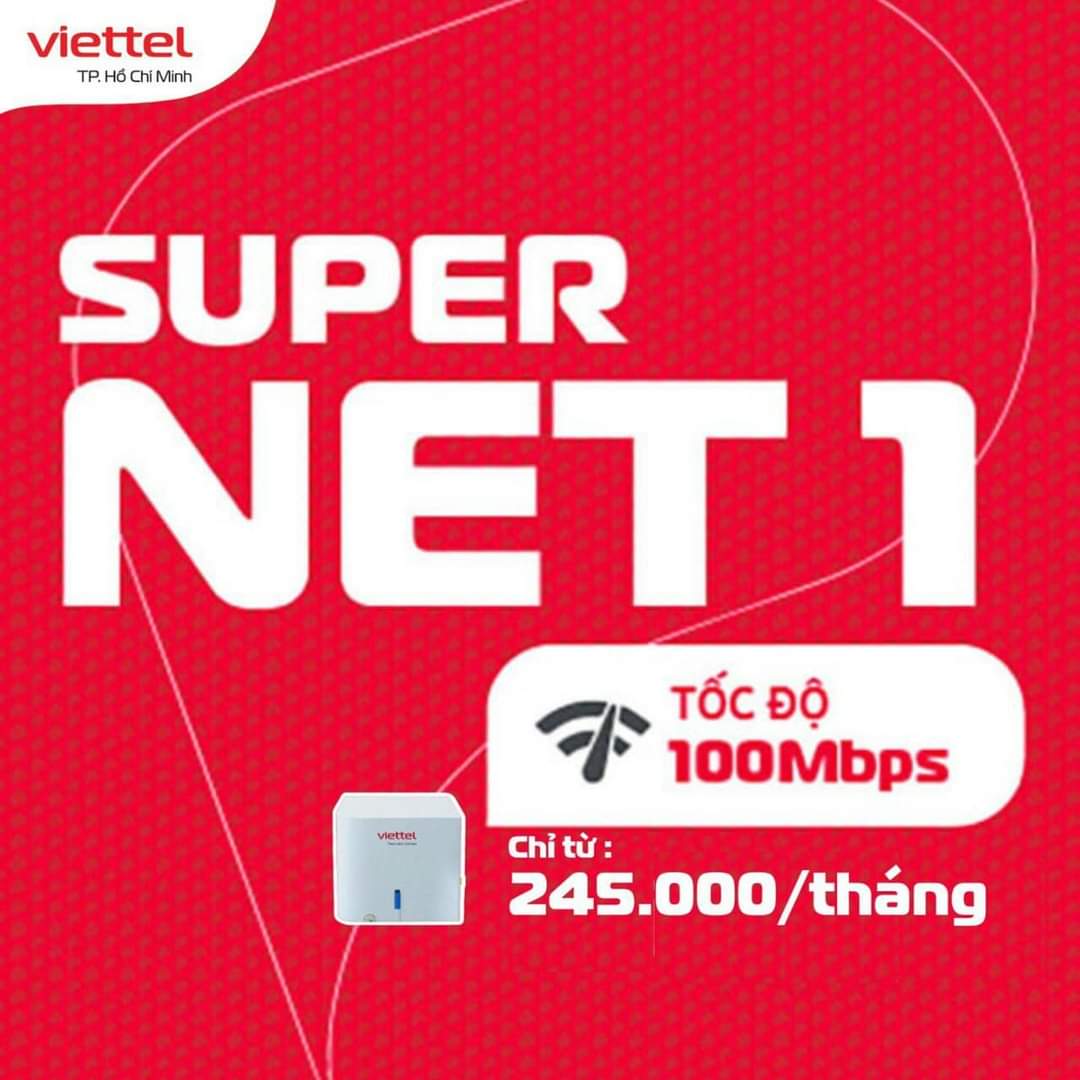 viettel
TP. Hồ Chí Minh
SUPER
NET 1
TỐC ĐỘ
100Mbps
viettel
Chỉ từ :
245.000/tháng